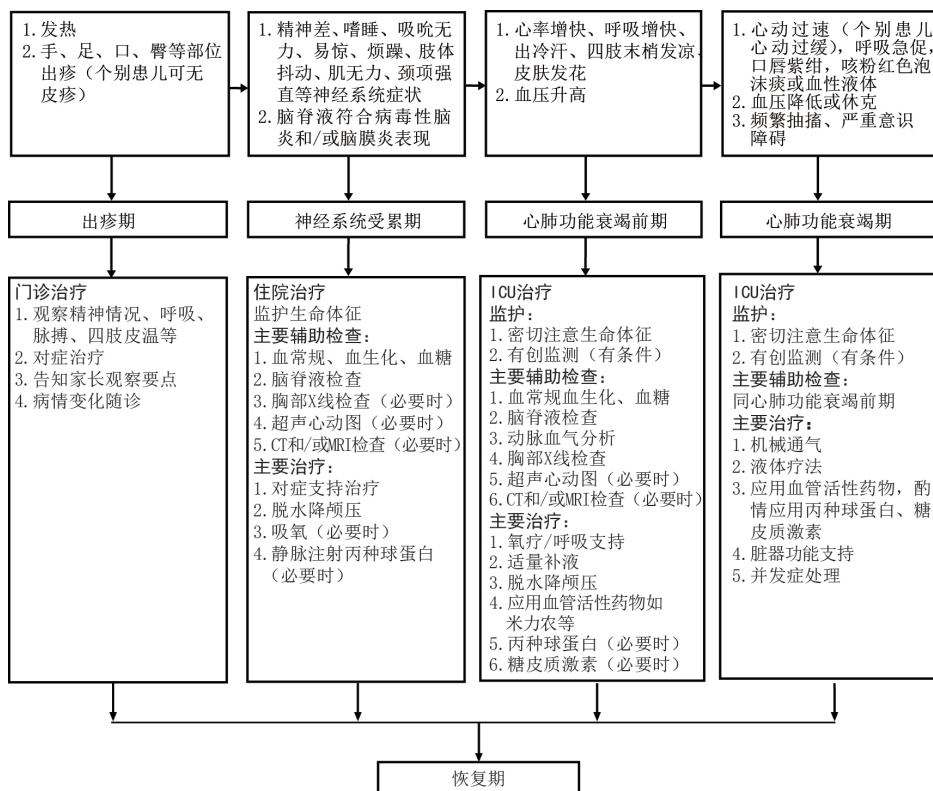 1.发热
2.手、足、口、臀等部位
出疹（个别患儿可无
皮疹）
1.精神差、嗜睡、吸吮无
力、易惊、烦躁、肢体
抖动、肌无力、颈项强
直等神经系统症状
2.脑脊液符合病毒性脑
炎和/或脑膜炎表现
1.心率增快、呼吸增快、
出冷汗、四肢末梢发凉、
皮肤发花
2.血压升高
1.心动过速（个别患儿
心动过缓），呼吸急促，
口唇紫绀，咳粉红色泡
沫痰或血性液体
2.血压降低或休克
3.频繁抽搐、严重意识
障碍
出疹期
神经系统受累期
心肺功能衰竭前期
心肺功能衰竭期
门诊治疗
1.观察精神情况、呼吸、
脉搏、四肢皮温等
2.对症治疗
3.告知家长观察要点
4.病情变化随诊
住院治疗
监护生命体征
主要辅助检查：
1.血常规、血生化、血糖
2.脑脊液检查
3.胸部X线检查（必要时）
4.超声心动图（必要时）
5.CT和/或MRI检查（必要时）
主要治疗：
1.对症支持治疗
2.脱水降颅压
3.吸氧（必要时）
4.静脉注射丙种球蛋白
（必要时）
ICU治疗
监护：
1.密切注意生命体征
2.有创监测（有条件）
主要辅助检查：
1.血常规血生化、血糖
2.脑脊液检查
3.动脉血气分析
4.胸部X线检查
5.超声心动图（必要时）
6.CT和/或MRI检查（必要时）
主要治疗：
1.氧疗/呼吸支持
2.适量补液
3.脱水降颅压
4.应用血管活性药物如
米力农等
5.丙种球蛋白（必要时）
6.糖皮质激素（必要时）
ICU治疗
监护：
1.密切注意生命体征
2.有创监测（有条件）
主要辅助检查：
同心肺功能衰竭前期
主要治疗：
1.机械通气
2.液体疗法
3.应用血管活性药物，酌
情应用丙种球蛋白、糖
皮质激素
4.脏器功能支持
5.并发症处理
恢复期